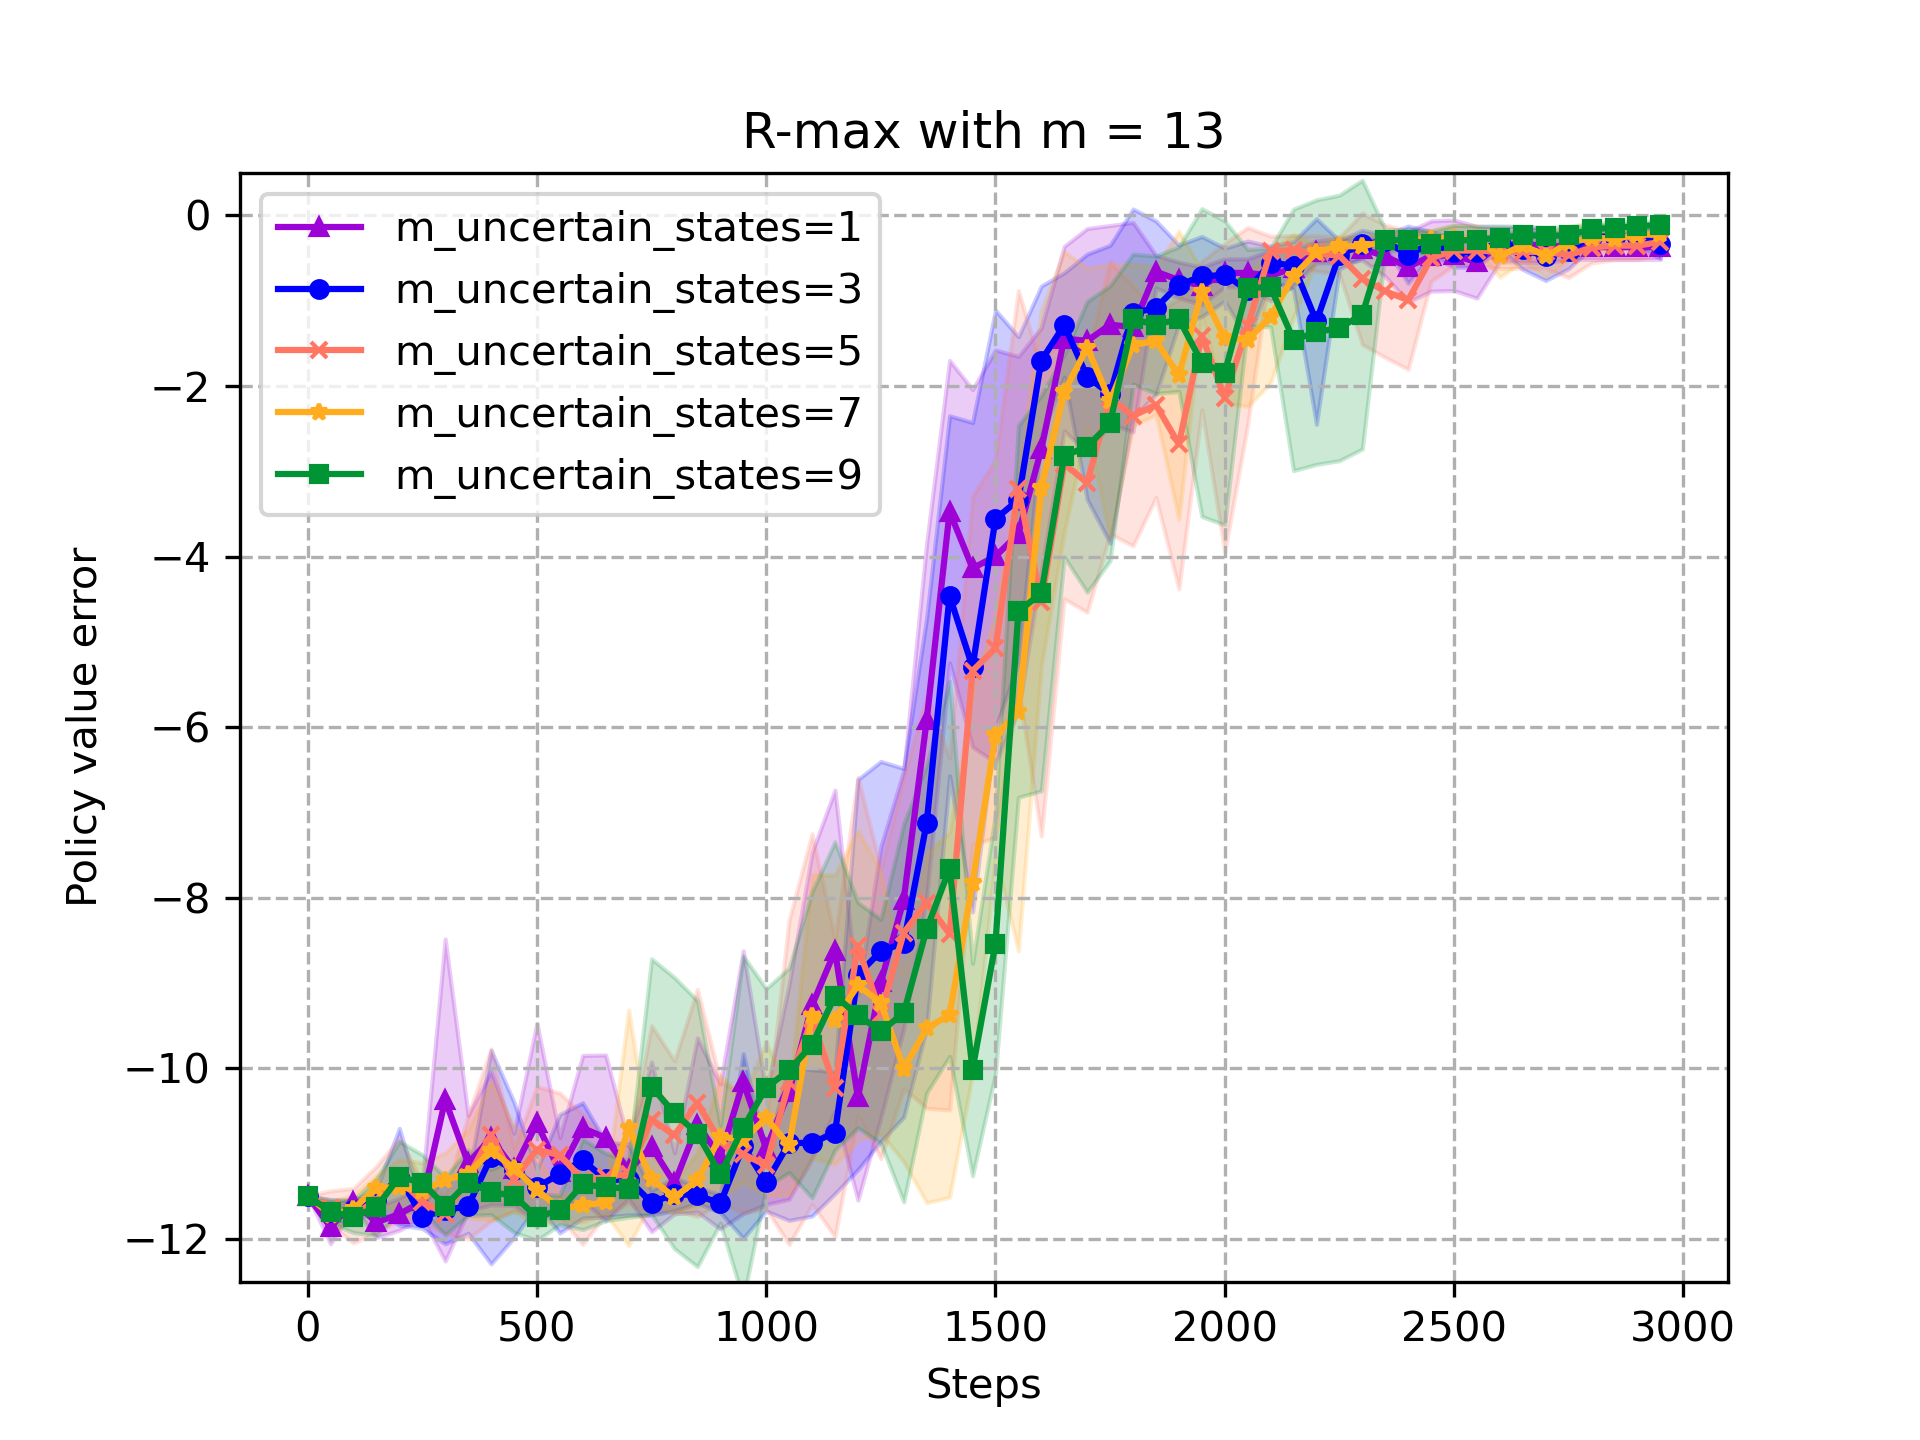 R-max with m = 13
m_uncertain_states=1
m_uncertain_states=3
m_uncertain_states=5
m_uncertain_states=7
m_uncertain_states=9
Policy value error
0
−2
−4
−6
−8
−10
−12
0 500 1000 1500 2000 2500 3000
Steps